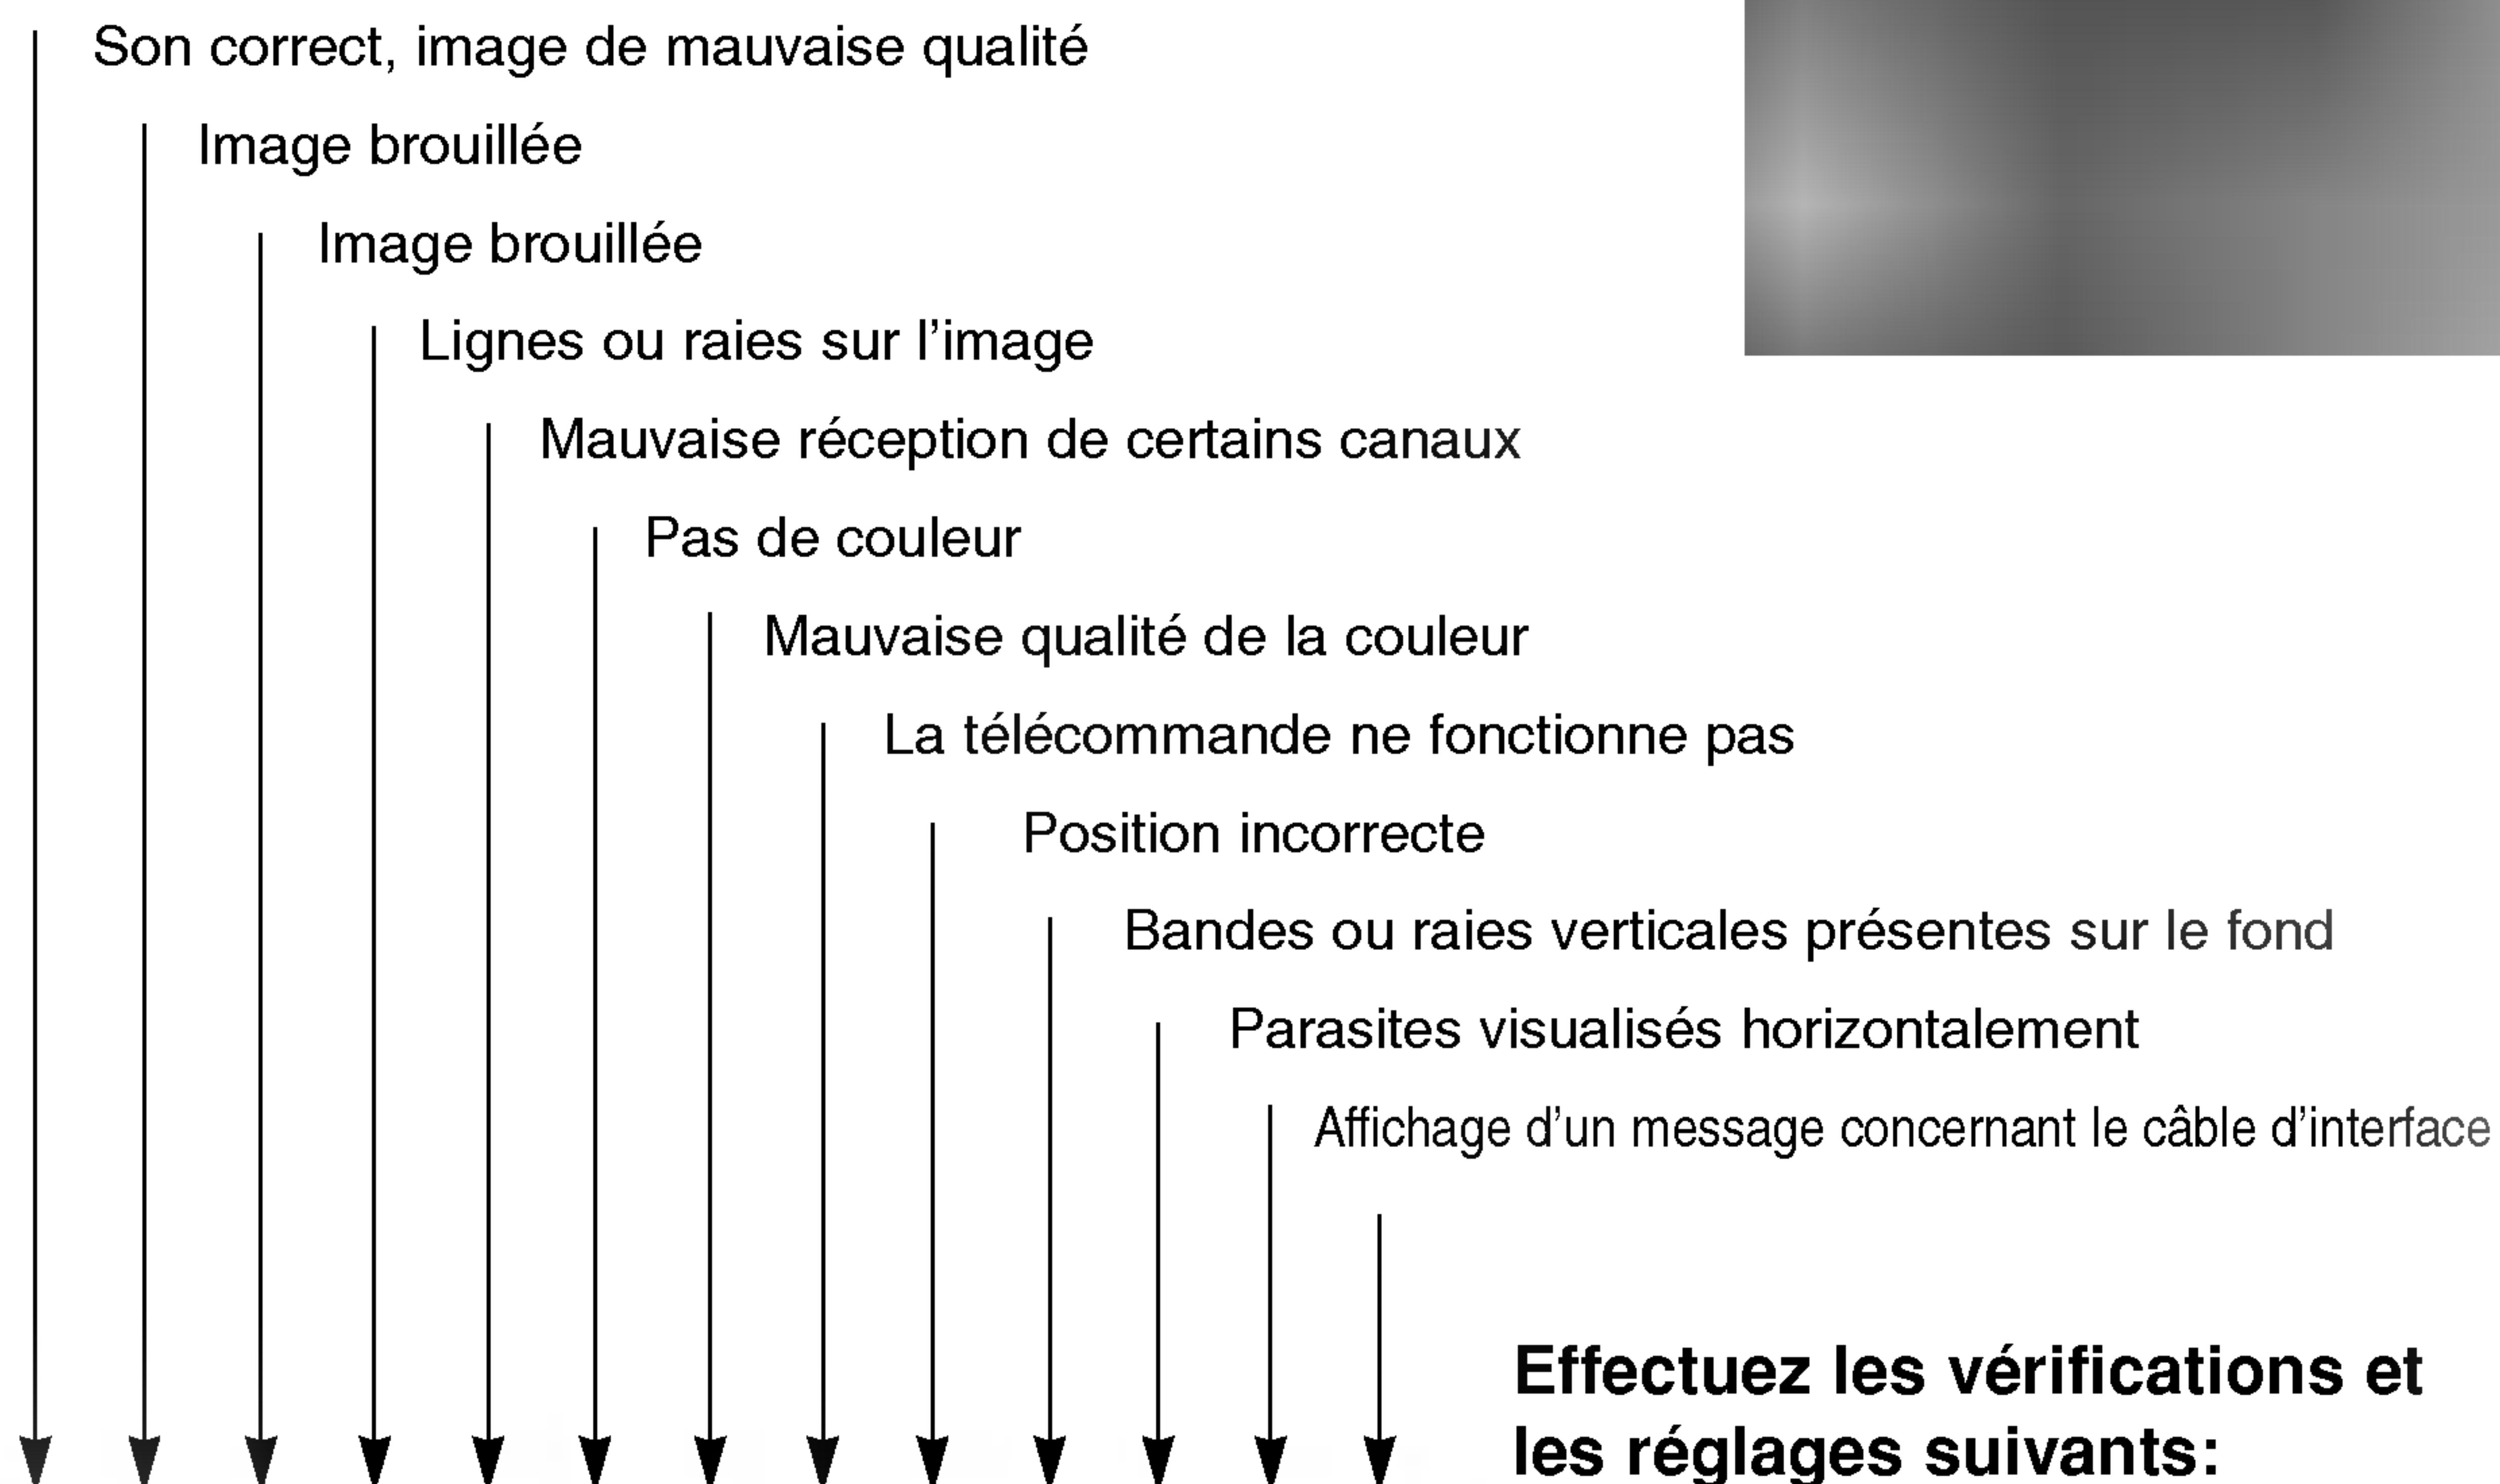 Son correct, image de mauvaise qualité
Image brouillée
Image brouillée
Lignes ou raies sur l'image
Mauvaise réception de certains canaux
Pas de couleur
Mauvaise qualité de la couleur
La télécommande ne fonctionne pas
Position incorrecte
Bandes ou raies verticales présentes sur le fond
Parasites visualisés horizontalement
Affichage d'un message concernant le câble d'interface
Effectuez les vérifications et
les réglages suivants: